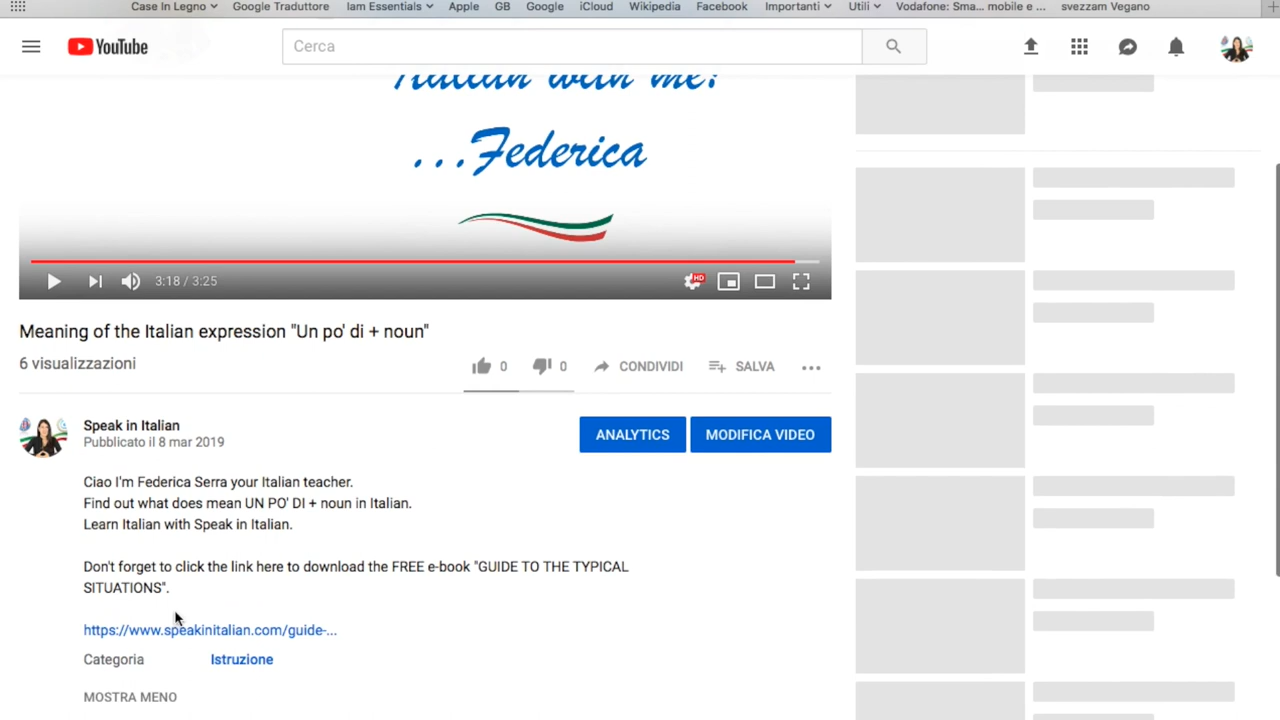 Case In Legno
Google Traduttore
Iam Essentials
Apple
GB
Google
iCloud
Wikipedia
Facebook
Importanti
Utili
Vodafone: Sma... mobile e ...
svezzam Vegano
YouTube
Cerca
Italian with me!
...Federica
3:18 / 3:25
HD
Meaning of the Italian expression "Un po' di + noun"
6 visualizzazioni
0
0
CONDIVIDI
SALVA
Speak in Italian
Pubblicato il 8 mar 2019
ANALYTICS
MODIFICA VIDEO
Ciao I'm Federica Serra your Italian teacher.
Find out what does mean UN PO' DI + noun in Italian.
Learn Italian with Speak in Italian.
Don't forget to click the link here to download the FREE e-book "GUIDE TO THE TYPICAL
SITUATIONS".
https://www.speakinitalian.com/guide-...
Categoria
Istruzione
MOSTRA MENO